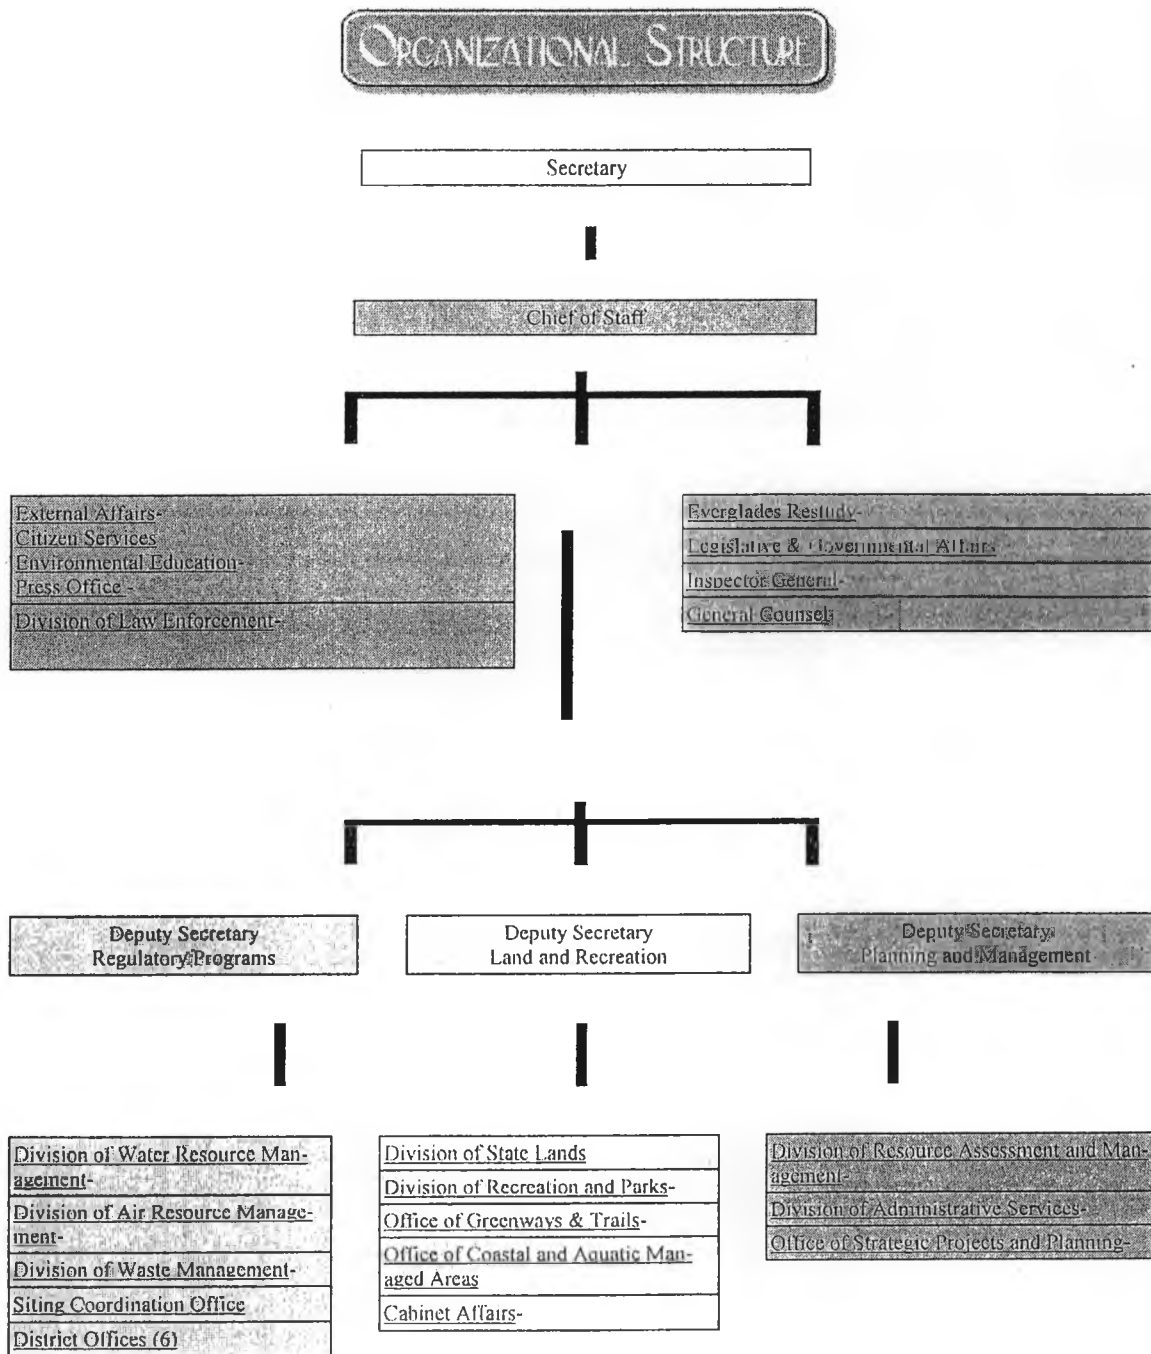 ORGANIZATIONAL STRUCTURE
Secretary
Chief of Staff
External Affairs-
Citizen Services
Environmental Education-
Press Office -
Division of Law Enforcement-
Everglades Restudy-
Legislative & Governmental Affairs
Inspector General-
General Counsel-
Deputy Secretary
Regulatory Programs
Deputy Secretary
Land and Recreation
Deputy Secretary
Planning and Management
Division of Water Resource Man-
agement-
Division of Air Resource Manage-
ment-
Division of Waste Management-
Siting Coordination Office
District Offices (6)
Division of State Lands
Division of Recreation and Parks-
Office of Greenways & Trails-
Office of Coastal and Aquatic Man-
aged Areas
Cabinet Affairs-
Division of Resource Assessment and Man-
agement-
Division of Administrative Services-
Office of Strategic Projects and Planning-